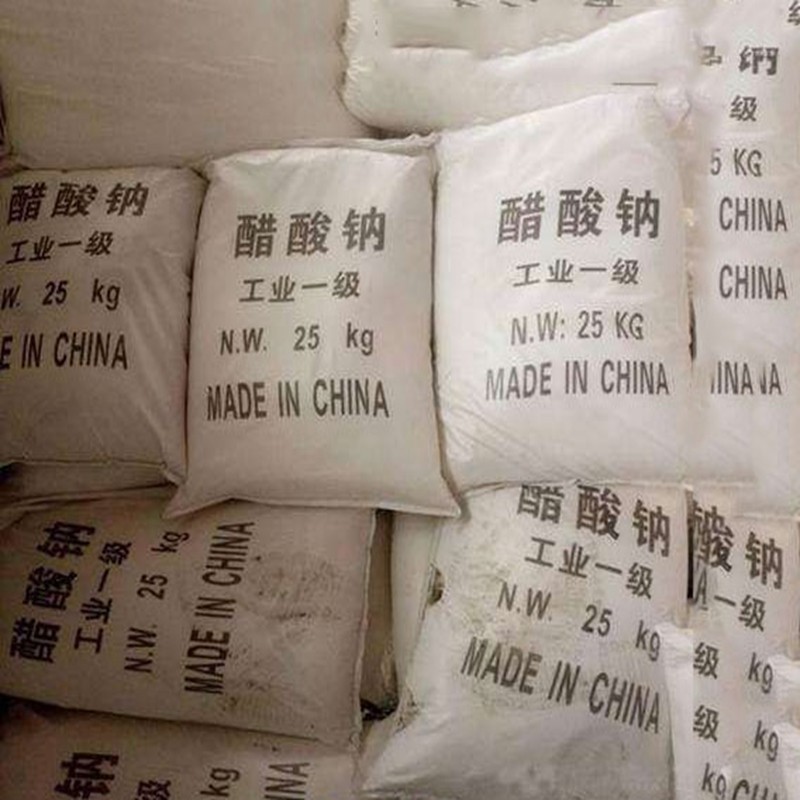 级
5 KG
CHINA
CHINA
醋酸钠
工业一级
W. 25 kg
E IN CHINA
醋酸钠
工业一级
N.W. 25 kg
MADE IN CHINA
醋酸钠
工业一级
N.W: 25 KG
MADE IN CHINA
醋酸钠
工业一级
N.W. 25 kg
MADE IN CHINA
醋酸钠
工业一级
N.W. 25 kg
MADE IN CHINA
酸钠
一级
级 kg
级 kg
kg
钠
级
kg
INA